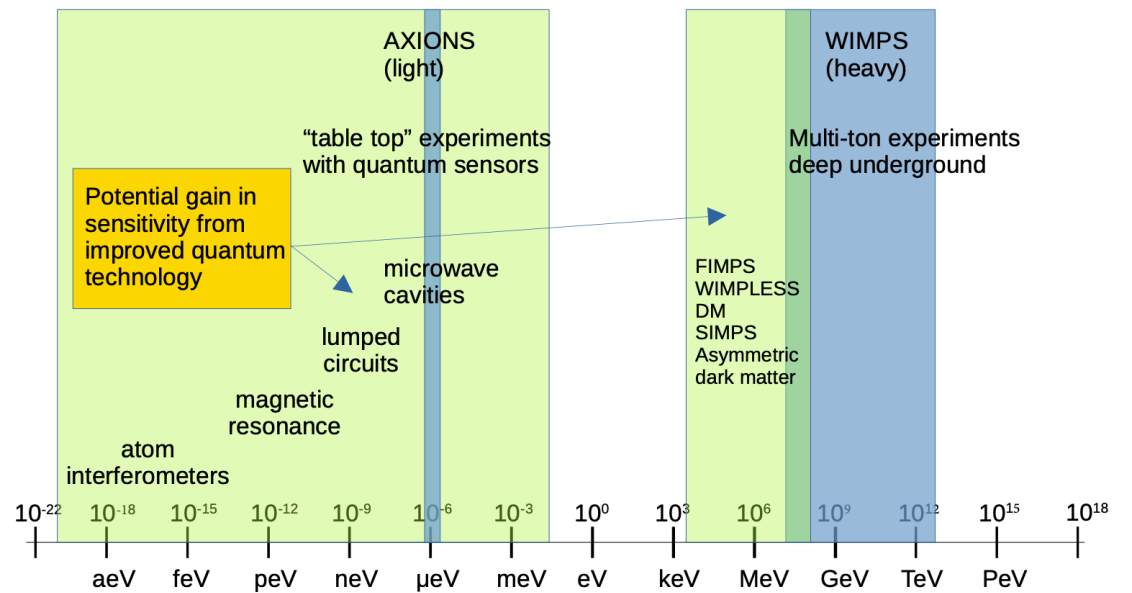 AXIONS
(light)
WIMPS
(heavy)
“table top” experiments
with quantum sensors
Multi-ton experiments
deep underground
Potential gain in
sensitivity from
improved quantum
technology
microwave
cavities
FIMPS
WIMPLESS
DM
SIMPS
Asymmetric
dark matter
lumped
circuits
magnetic
resonance
atom
interferometers
10-22 10-18 10-15 10-12 10-9 10-6 10-3 100 103 106 109 1012 1015 1018
aeV feV peV neV µeV meV eV keV MeV GeV TeV PeV